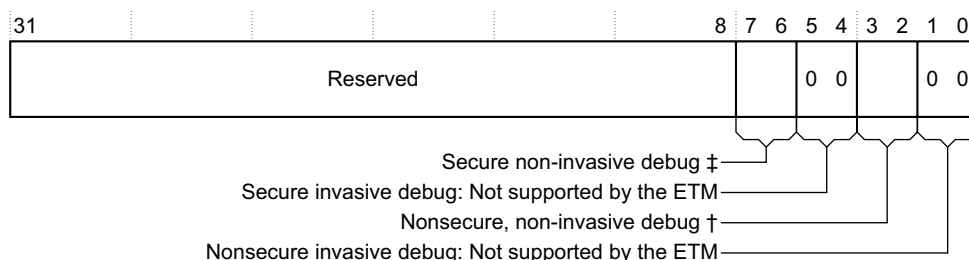 31 8 7 6 5 4 3 2 1 0
Reserved 0 0 0 0
Secure non-invasive debug ‡
Secure invasive debug: Not supported by the ETM
Nonsecure, non-invasive debug †
Nonsecure invasive debug: Not supported by the ETM